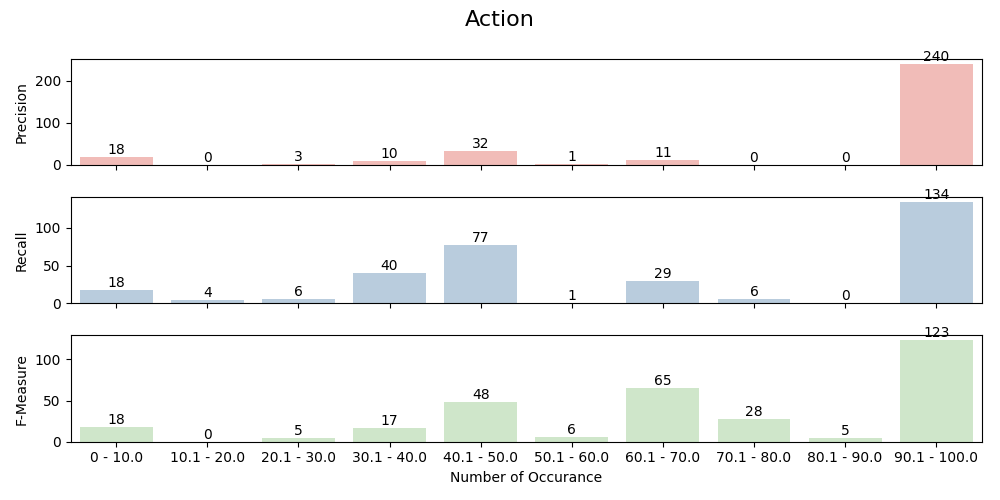 Action
Precision
200
100
0
18
0
3
10
32
1
11
0
0
240
Recall
100
50
0
18
4
6
40
77
1
29
6
0
134
F-Measure
100
50
0
18
0
5
17
48
6
65
28
5
123
0 - 10.0
10.1 - 20.0
20.1 - 30.0
30.1 - 40.0
40.1 - 50.0
50.1 - 60.0
60.1 - 70.0
70.1 - 80.0
80.1 - 90.0
90.1 - 100.0
Number of Occurance